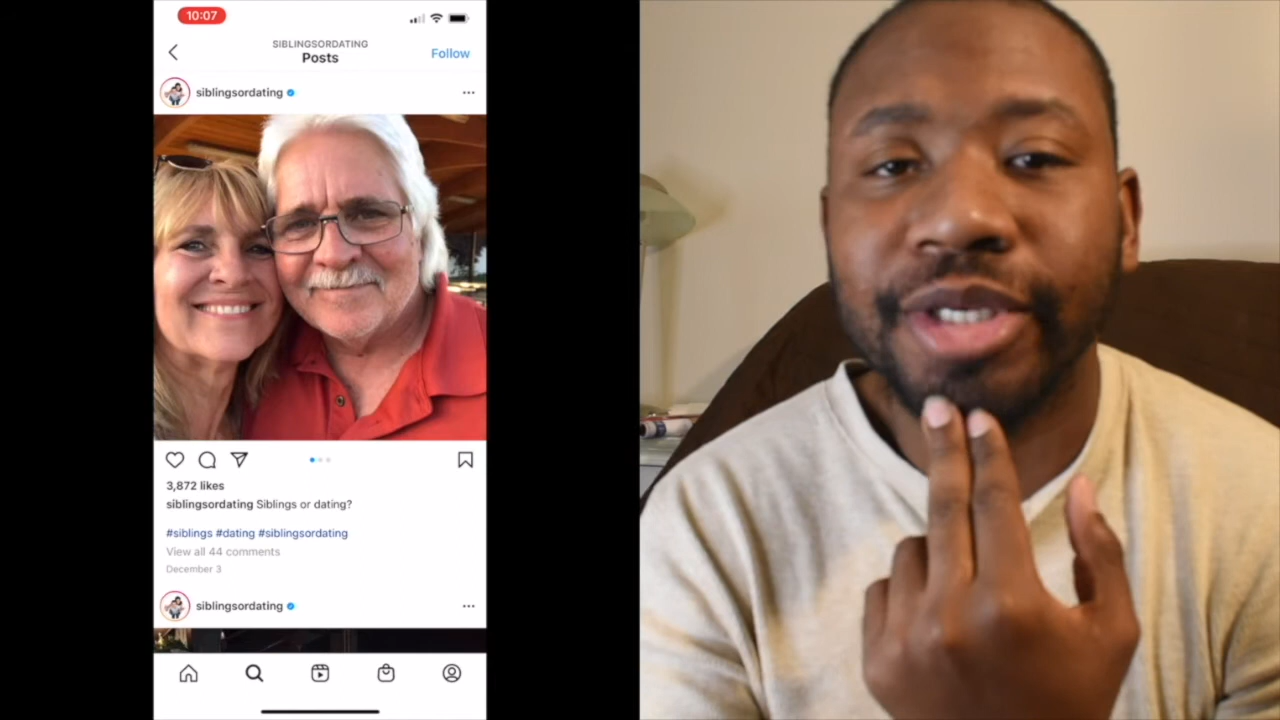 10:07
SIBLINGSORDATING
Posts
Follow
siblingsordating
3,872 likes
siblingsordating Siblings or dating?
#siblings #dating #siblingsordating
View all 44 comments
December 3
siblingsordating